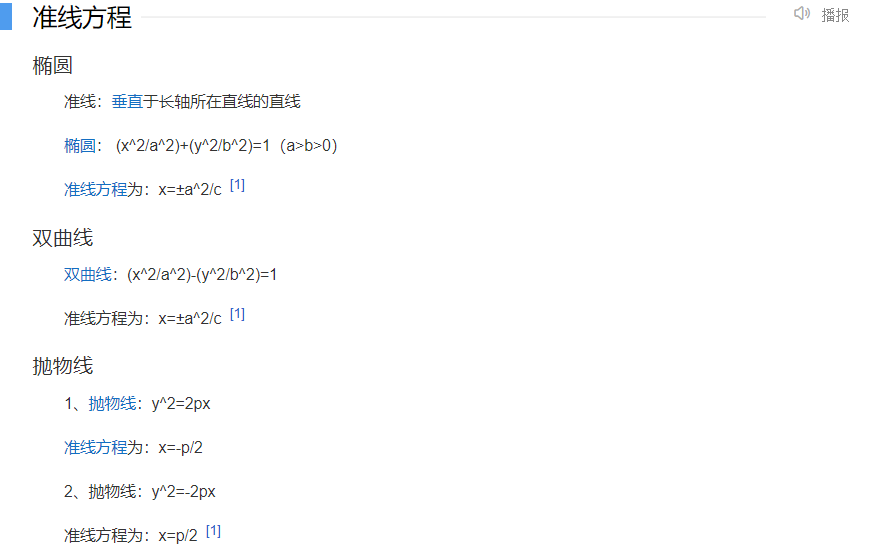 准线方程
播报
椭圆
准线：垂直于长轴所在直线的直线
椭圆： (x^2/a^2)+(y^2/b^2)=1（a>b>0）
准线方程为：x=±a^2/c [1]
双曲线
双曲线：(x^2/a^2)-(y^2/b^2)=1
准线方程为：x=±a^2/c [1]
抛物线
1、抛物线：y^2=2px
准线方程为：x=-p/2
2、抛物线：y^2=-2px
准线方程为：x=p/2 [1]